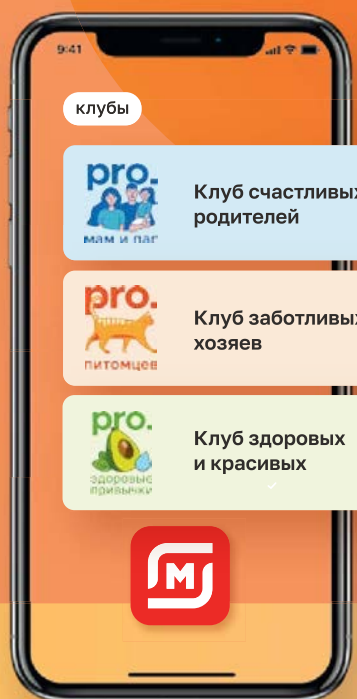 9:41
клубы
pro.
мам и пап
Клуб счастливых
родителей
pro.
питомцев
Клуб заботливых
хозяев
pro.
здоровые
привычки
Клуб здоровых
и красивых
М